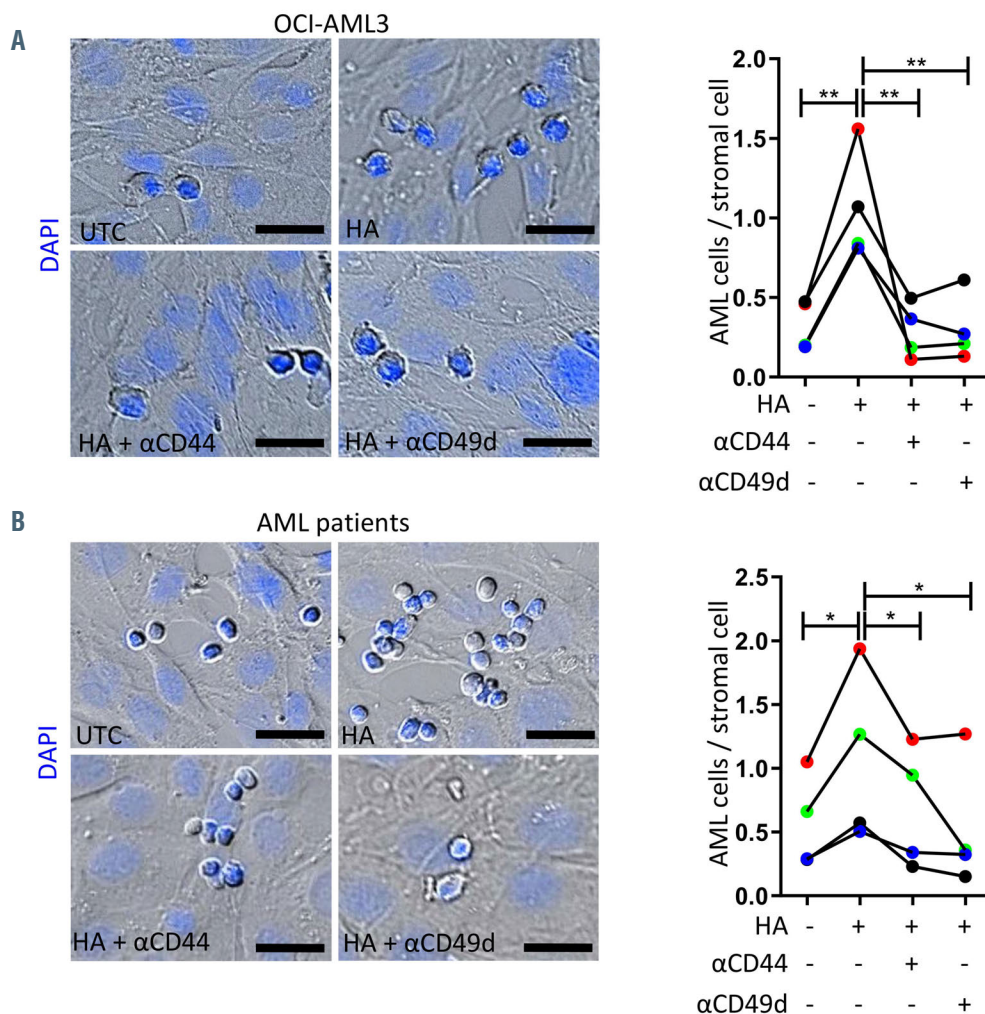 A
OCI-AML3
DAPI
UTC
HA
HA + αCD44
HA + αCD49d
AML cells / stromal cell
2.0
1.5
1.0
0.5
0.0
**
** **
HA - + + +
αCD44 - - + -
αCD49d - - - +
B
AML patients
DAPI
UTC
HA
HA + αCD44
HA + αCD49d
AML cells / stromal cell
2.5
2.0
1.5
1.0
0.5
0.0
*
* *
HA - + + +
αCD44 - - + -
αCD49d - - - +